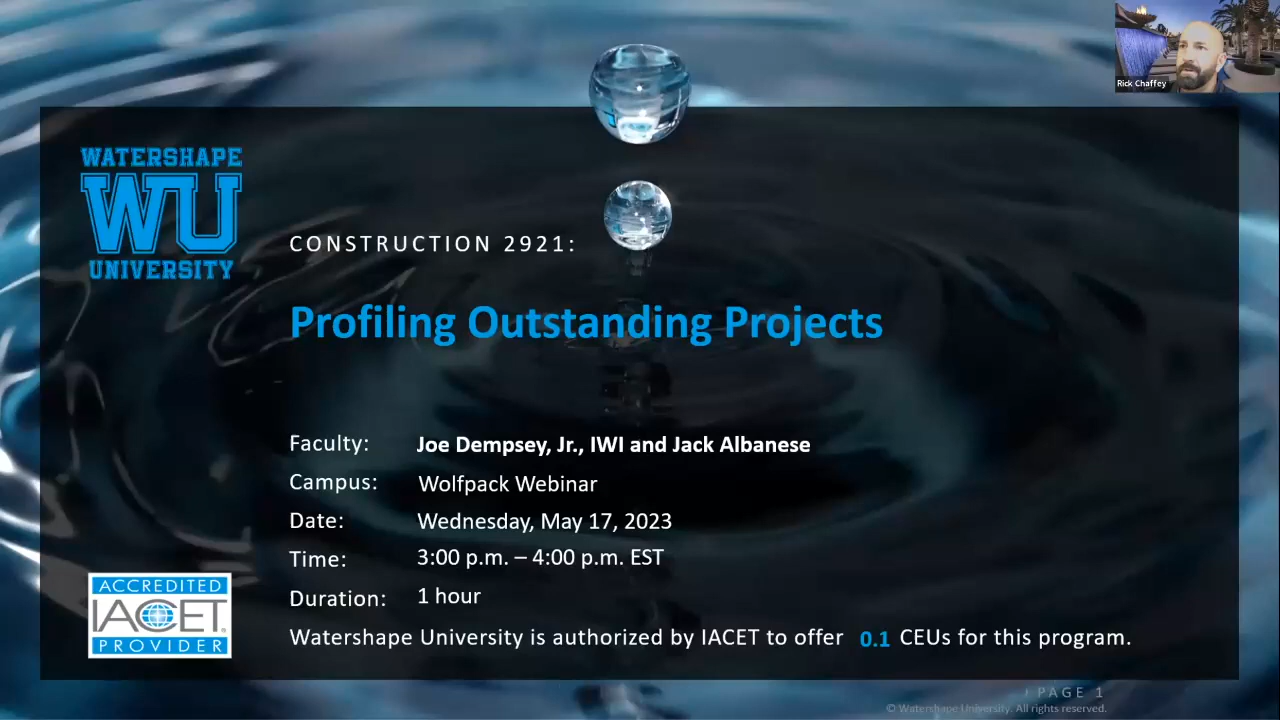 Rick Chaffey
WATERSHAPE
WU
UNIVERSITY
CONSTRUCTION 2921:
Profiling Outstanding Projects
Faculty: Joe Dempsey, Jr., IWI and Jack Albanese
Campus: Wolfpack Webinar
Date: Wednesday, May 17, 2023
Time: 3:00 p.m. – 4:00 p.m. EST
Duration: 1 hour
Watershape University is authorized by IACET to offer 0.1 CEUs for this program.
ACCREDITED
IACET®
PROVIDER
| PAGE 1
© Watershape University. All rights reserved.